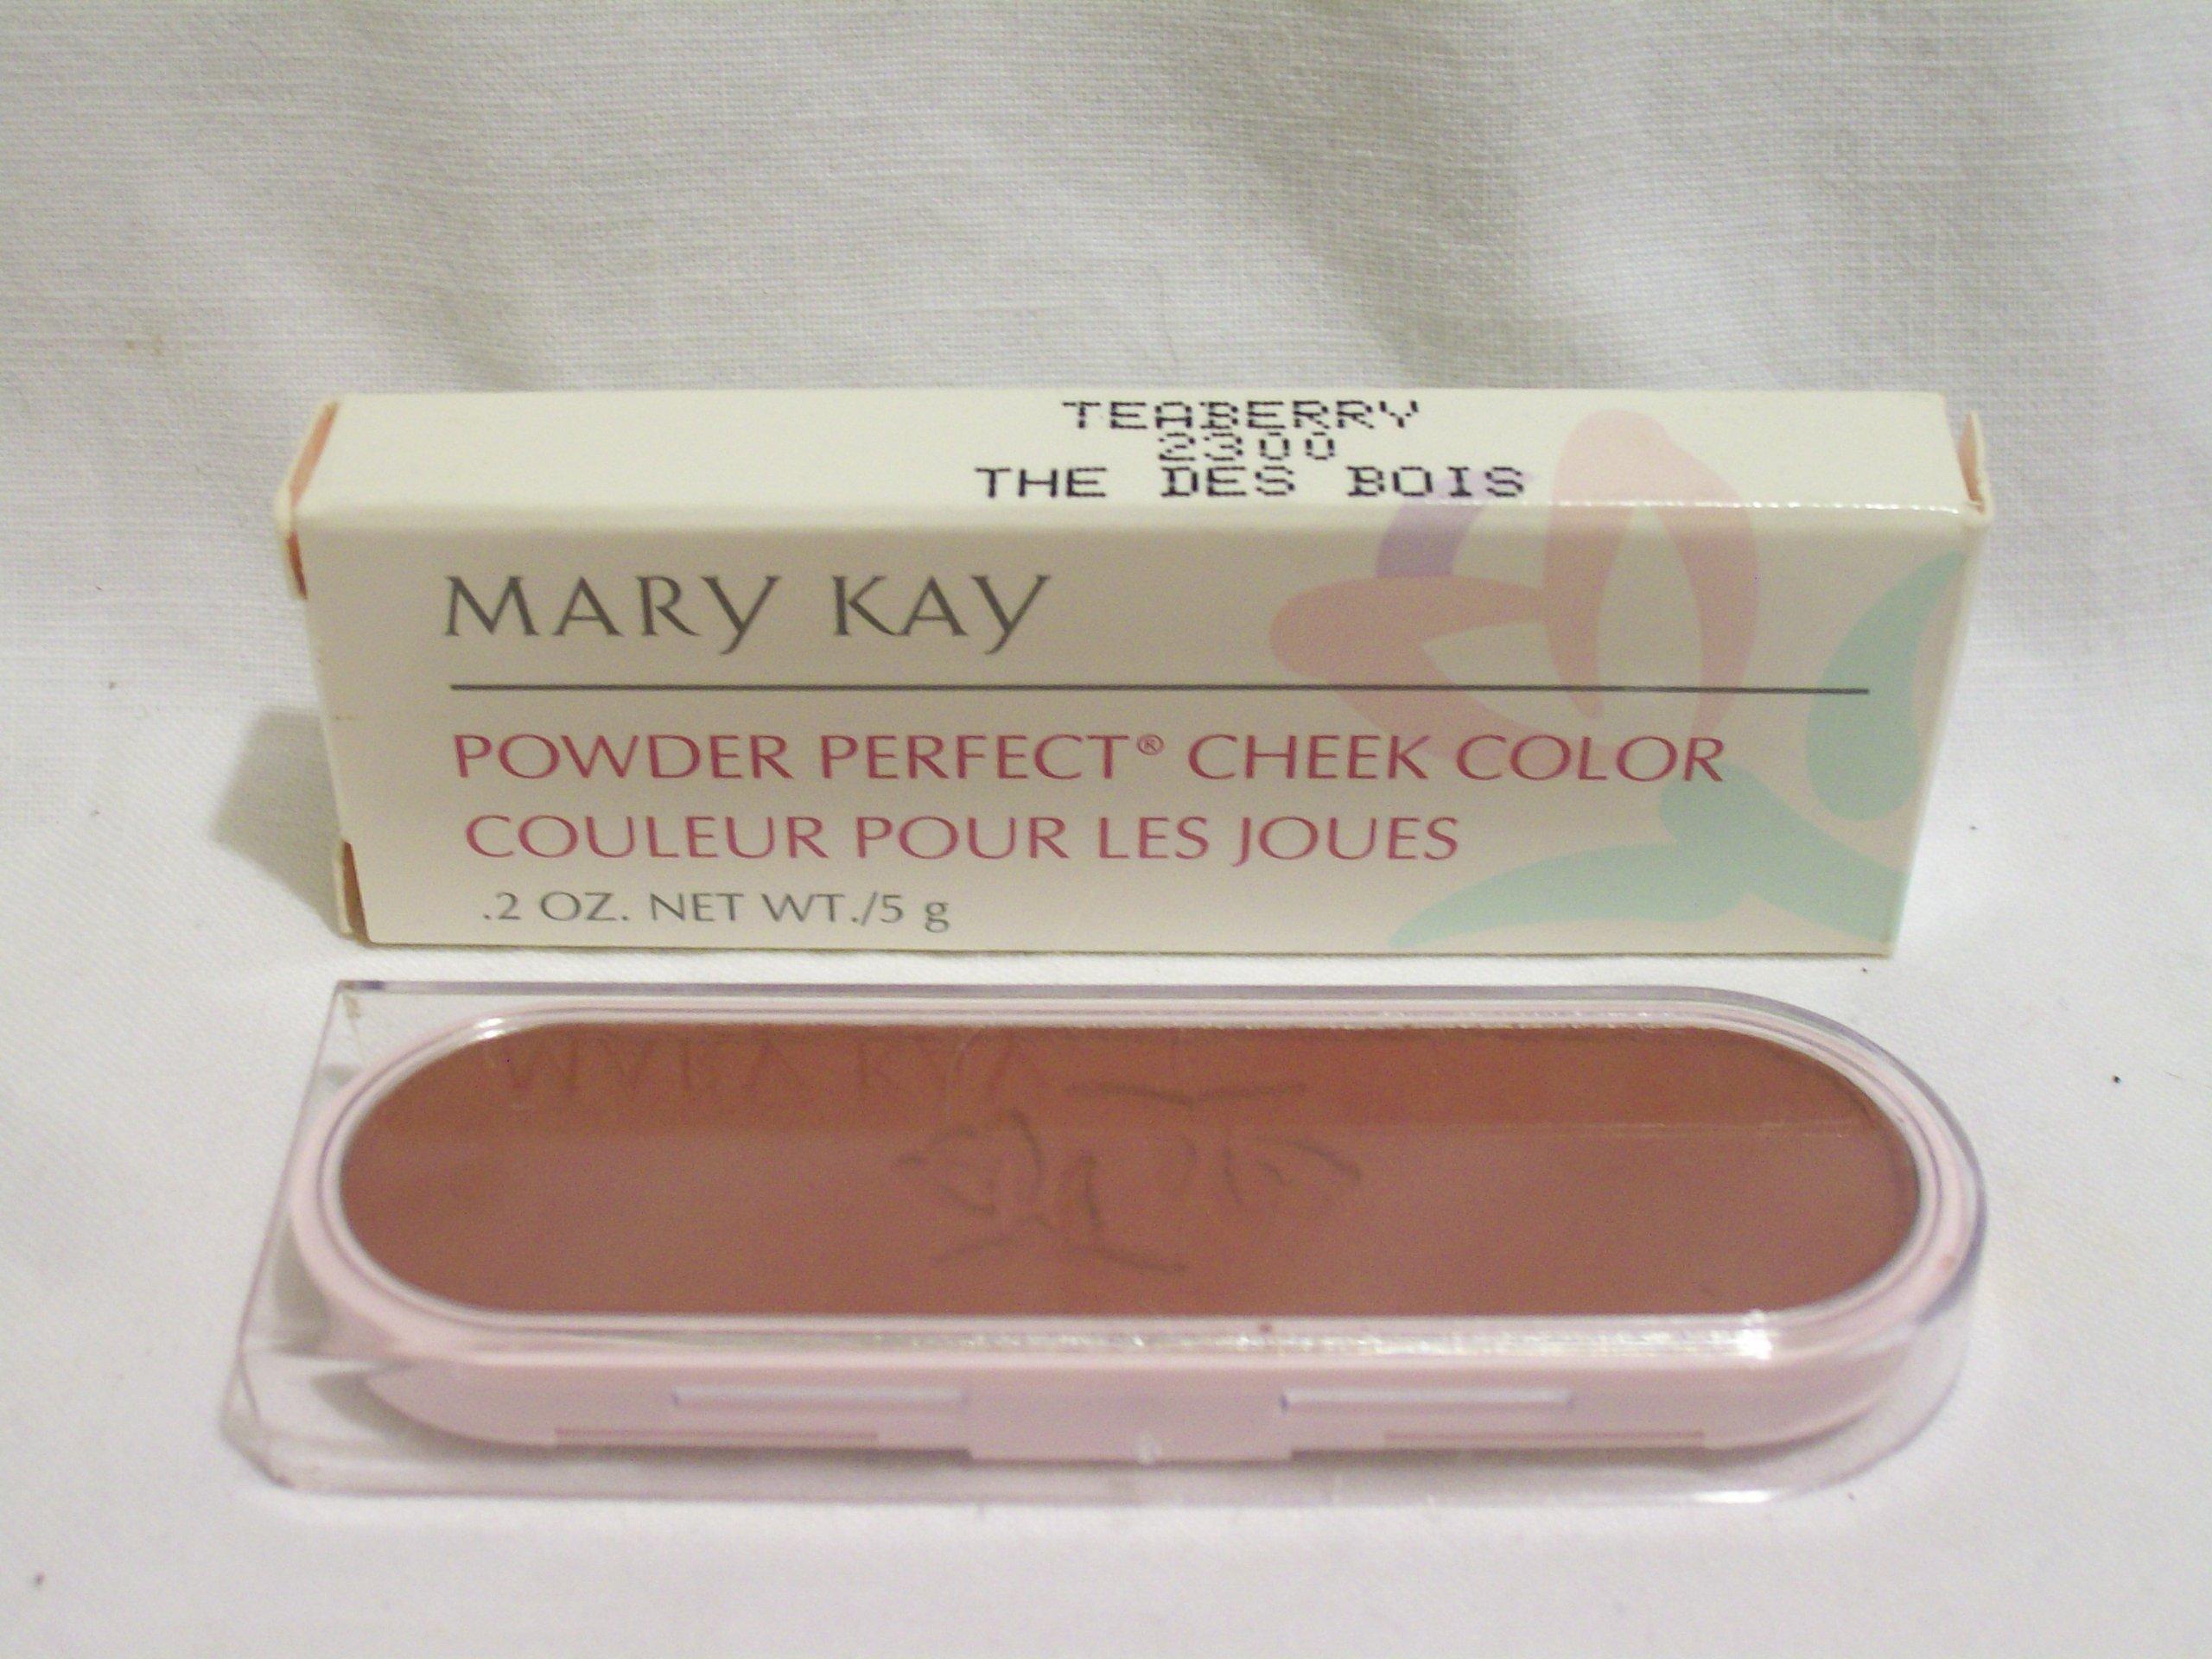 TEABERRY
2300
THE DES BOIS
MARY KAY
POWDER PERFECT® CHEEK COLOR
COULEUR POUR LES JOUES
.2 OZ. NET WT./5 g